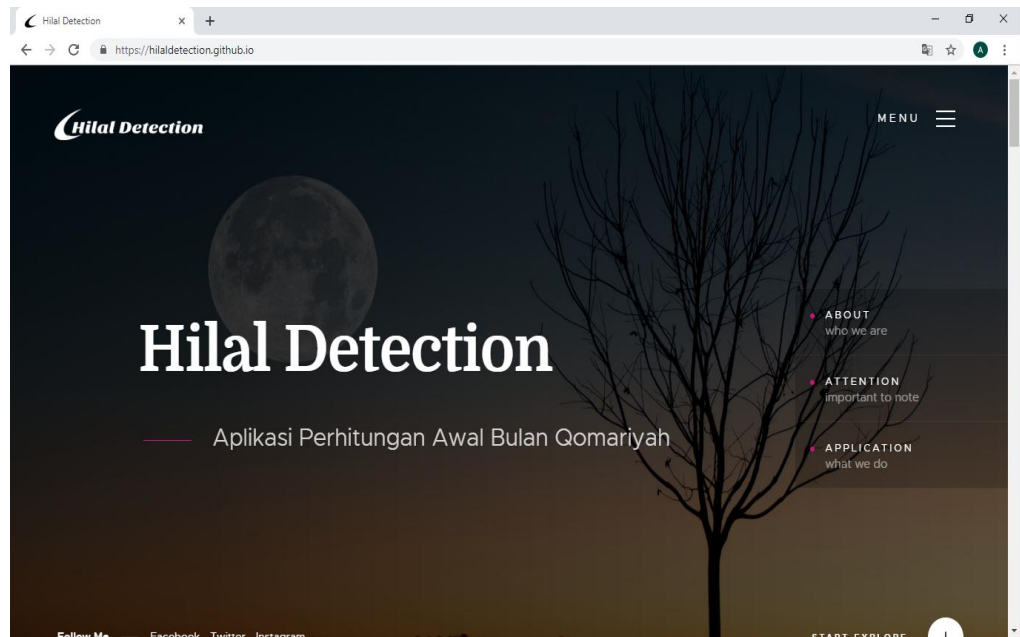 Hilal Detection
https://hilaldetection.github.io
A
Hilal Detection
MENU
Hilal Detection
Aplikasi Perhitungan Awal Bulan Qomariyah
ABOUT
who we are
ATTENTION
important to note
APPLICATION
what we do
Follow Me Facebook Twitter Instagram
START EXPLORE